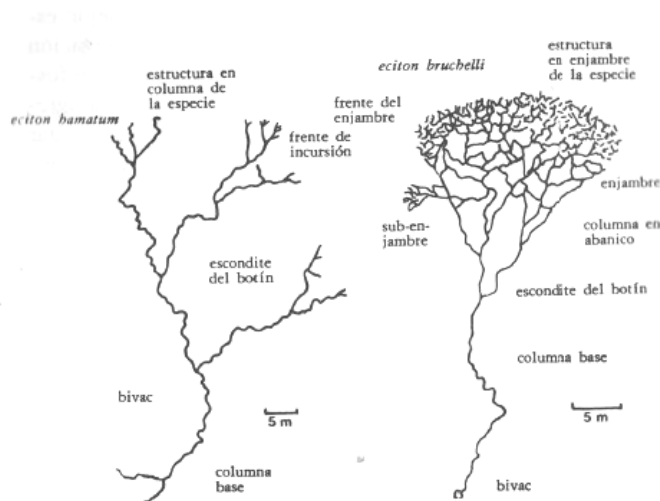 estructura en
columna de
la especie
eciton hamatum
frente de
incursión
escondite
del botín
bivac
5 m
columna
base
eciton bruchelli
estructura
en enjambre
de la especie
frente del
enjambre
enjambre
sub-en-
jambre
columna en
abanico
escondite del botín
columna base
5 m
bivac